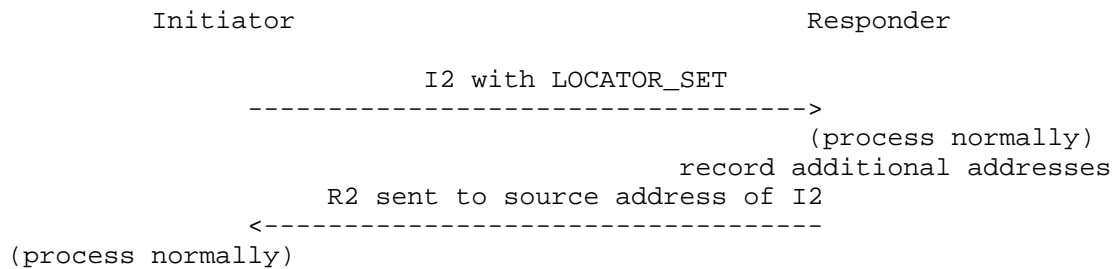 Initiator Responder
I2 with LOCATOR_SET
----------------------------------->
(process normally)
record additional addresses
R2 sent to source address of I2
<-----------------------------------
(process normally)